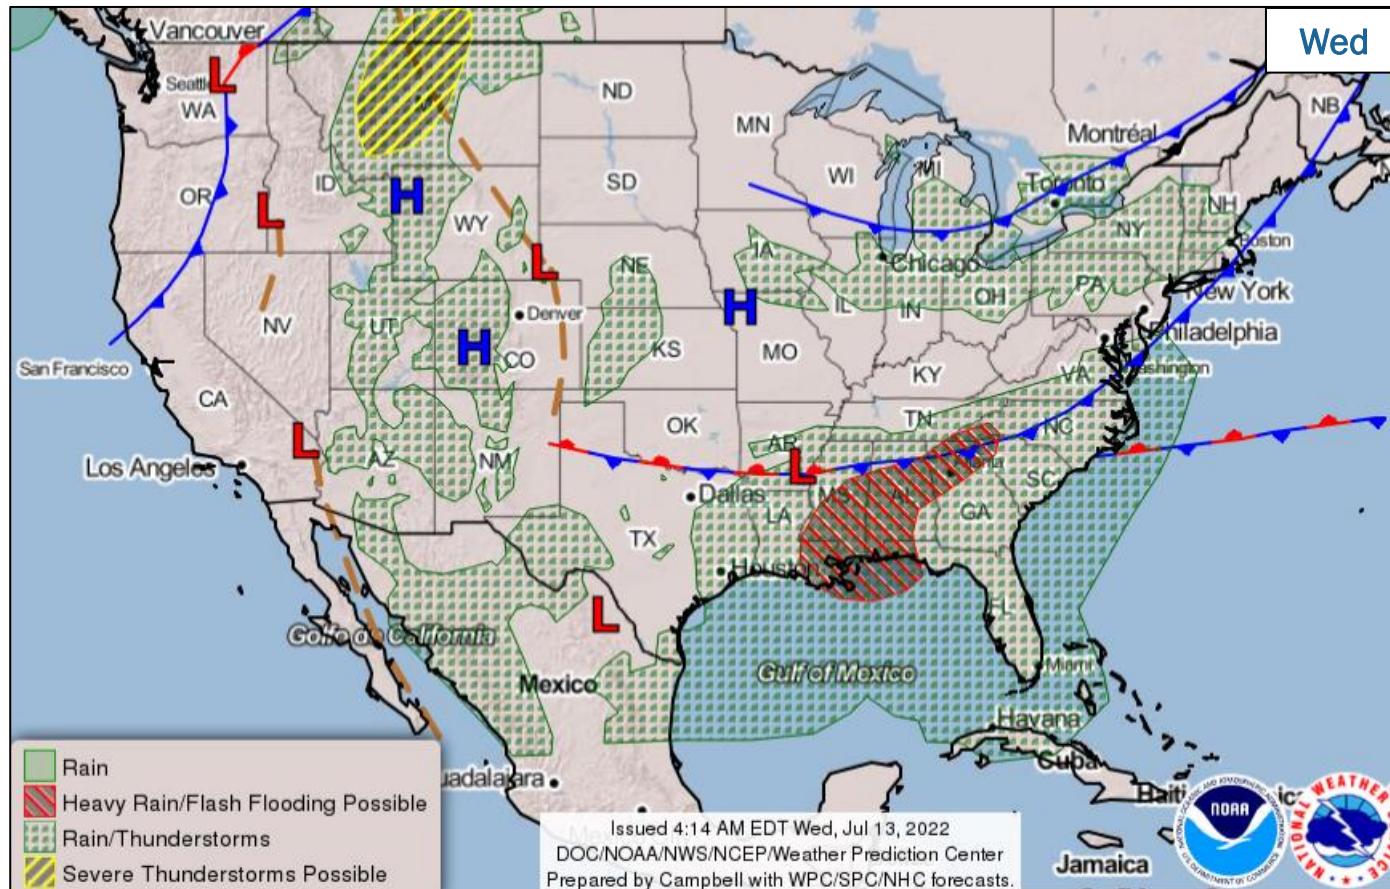 Wed
Vancouver
Seattle
L
WA
ND
MN
Montréal
NB
OR
ID
H
SD
WI
MI
Toronto
NH
L
WY
NY
Boston
IA
Chicago
L
NE
PA
New York
NV
UT
Denver
H
IL
IN
OH
Philadelphia
San Francisco
H
CO
KS
MO
KY
VA
Washington
CA
OK
TN
NC
L
AR
Los Angeles
AZ
NM
L
Atlanta
Dallas
MS
AL
SC
LA
GA
TX
Houston
FL
L
Golfo de California
Gulf of Mexico
Miami
Mexico
Havana
Cuba
Rain
Heavy Rain/Flash Flooding Possible
Rain/Thunderstorms
Severe Thunderstorms Possible
uadalajara
Haiti
Jamaica
Issued 4:14 AM EDT Wed, Jul 13, 2022
DOC/NOAA/NWS/NCEP/Weather Prediction Center
Prepared by Campbell with WPC/SPC/NHC forecasts.
NOAA
NATIONAL WEATHER